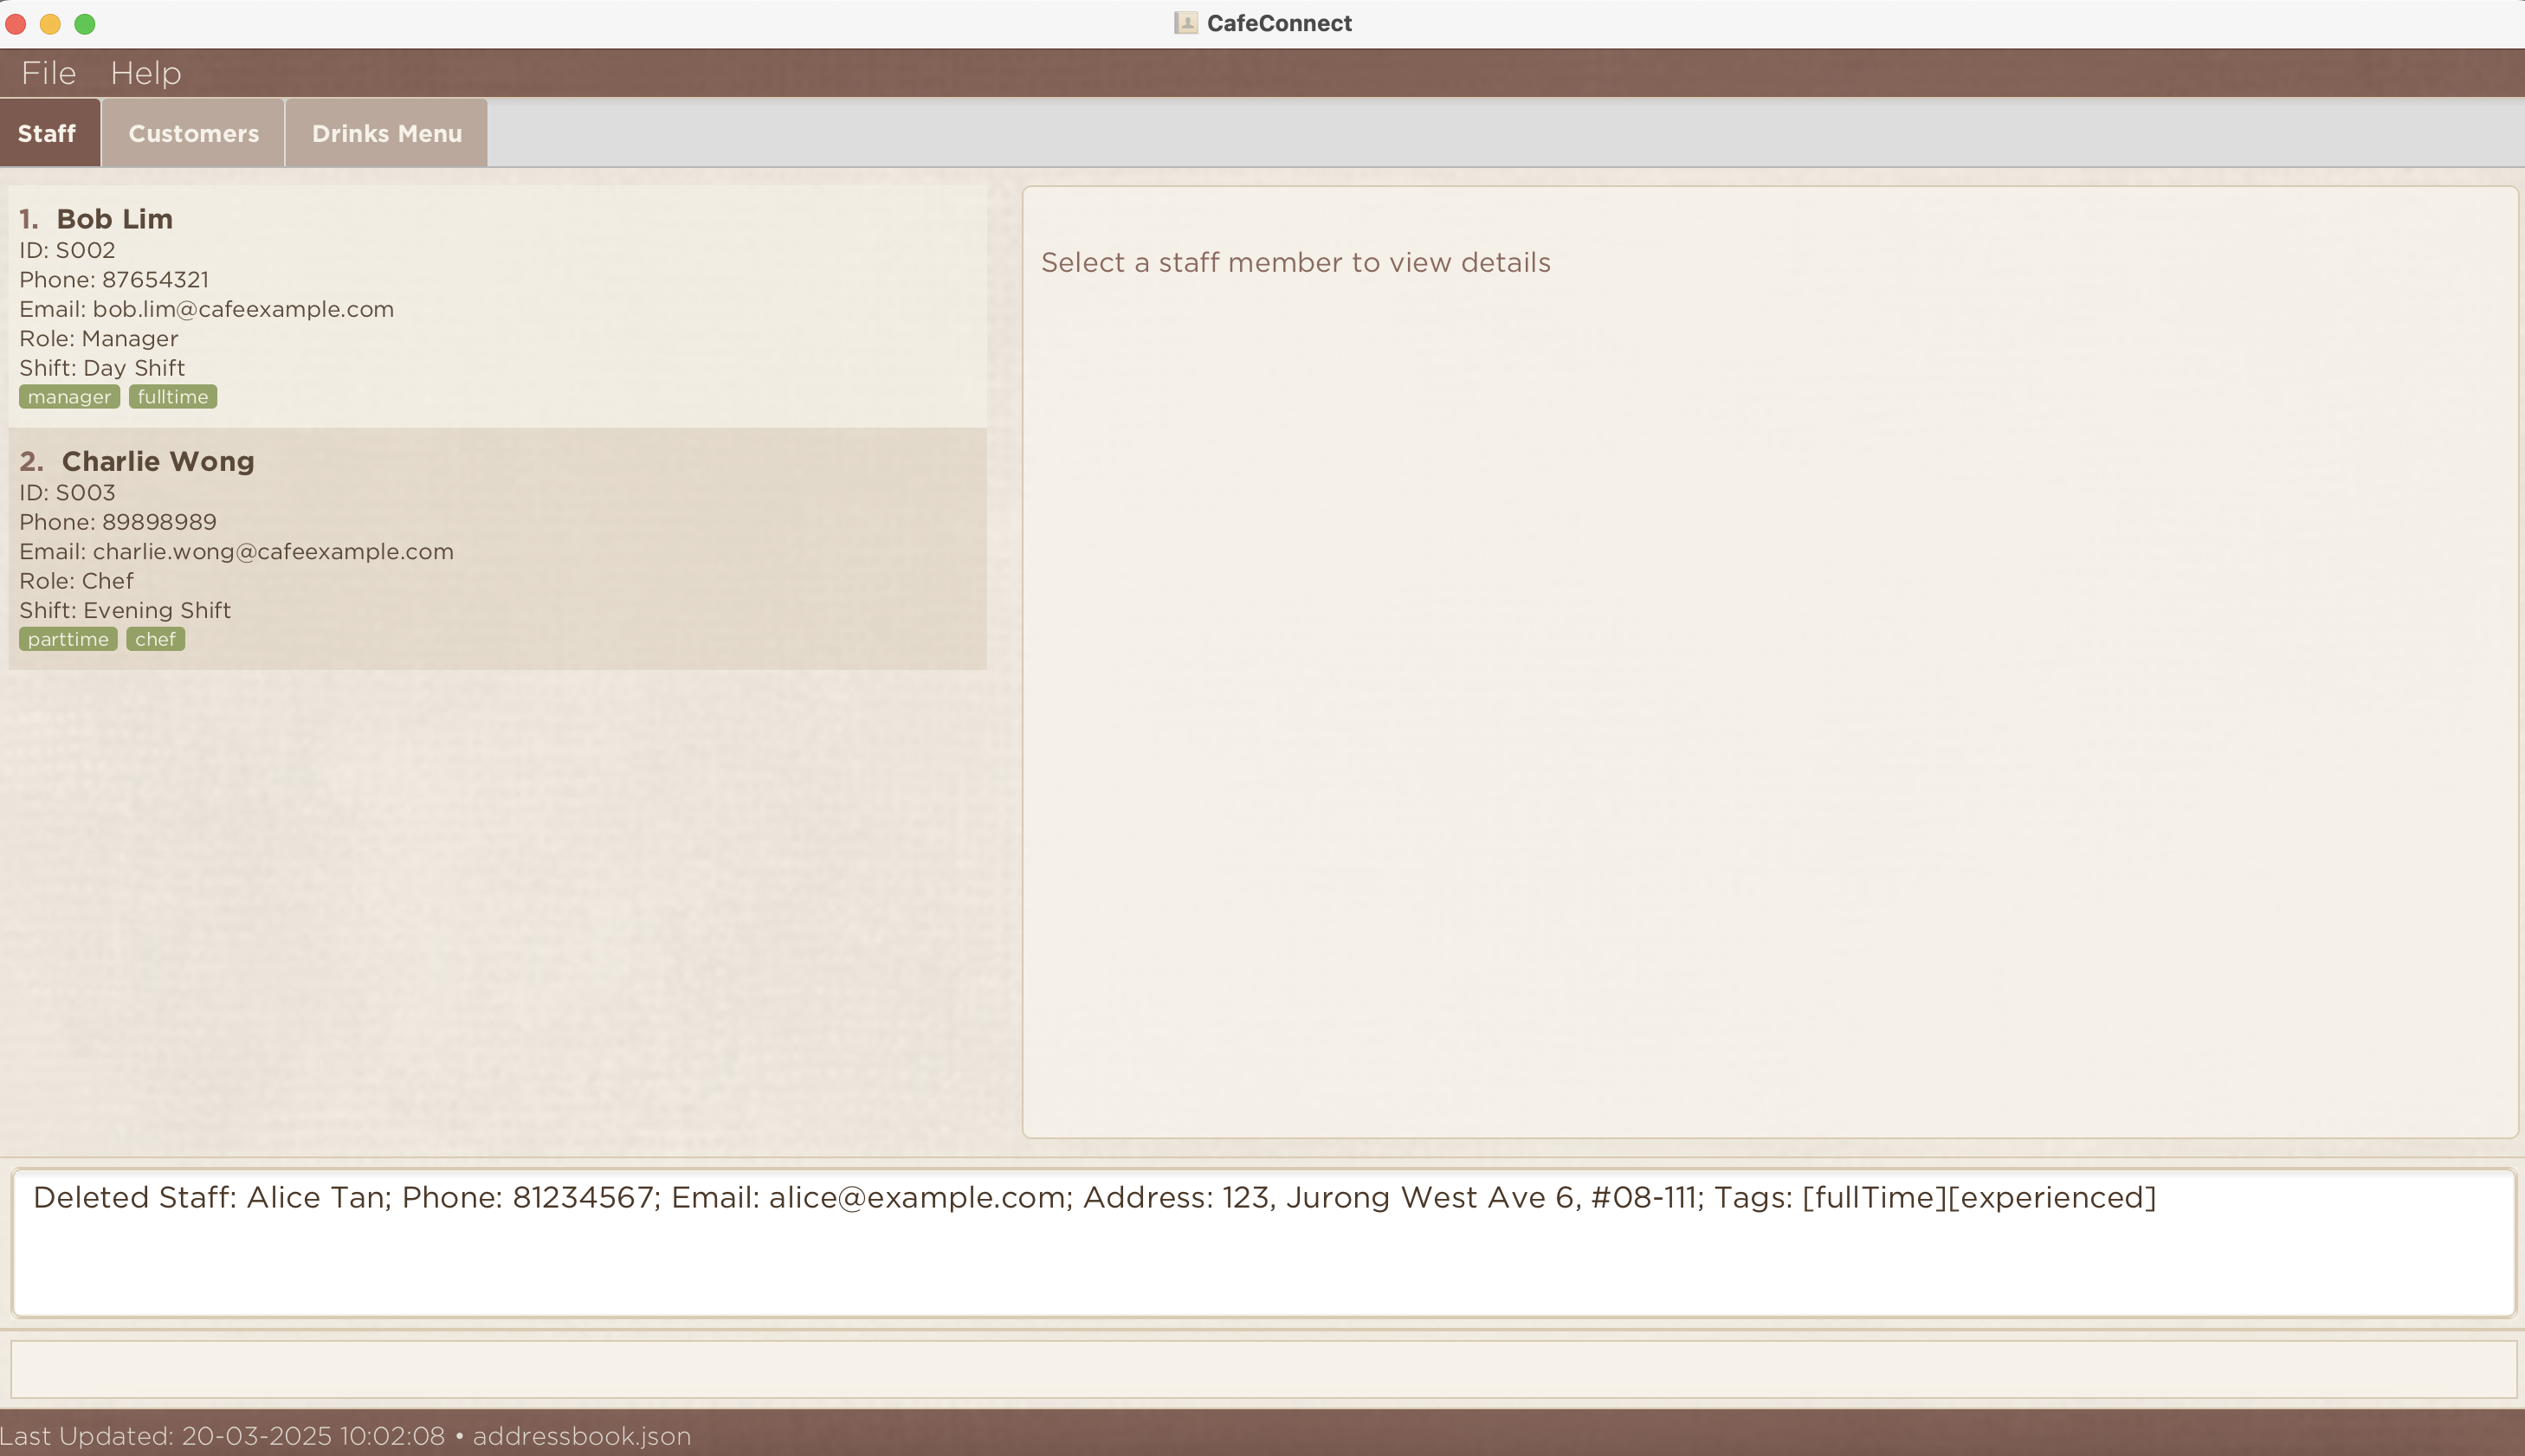 CafeConnect
File Help
Staff Customers Drinks Menu
1. Bob Lim
ID: S002
Phone: 87654321
Email: bob.lim@cafeexample.com
Role: Manager
Shift: Day Shift
manager fulltime
2. Charlie Wong
ID: S003
Phone: 89898989
Email: charlie.wong@cafeexample.com
Role: Chef
Shift: Evening Shift
parttime chef
Select a staff member to view details
Deleted Staff: Alice Tan; Phone: 81234567; Email: alice@example.com; Address: 123, Jurong West Ave 6, #08-111; Tags: [fullTime][experienced]
Last Updated: 20-03-2025 10:02:08 • addressbook.json